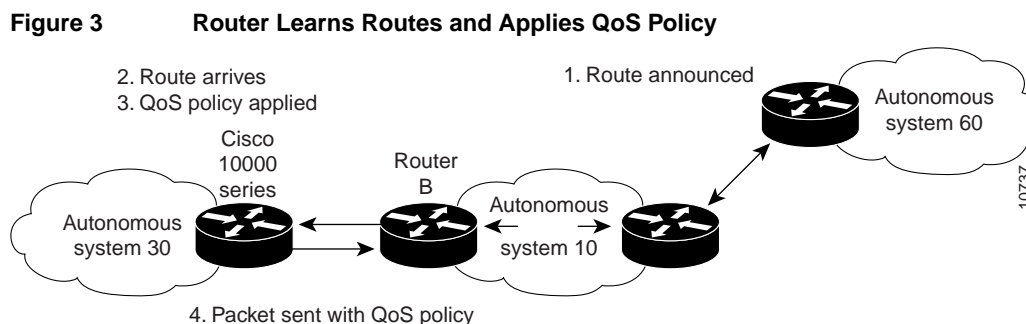 Figure 3 Router Learns Routes and Applies QoS Policy
2. Route arrives
3. QoS policy applied
1. Route announced
Cisco
10000
series
Router
B
Autonomous
system 60
Autonomous
system 30
Autonomous
system 10
4. Packet sent with QoS policy
10737